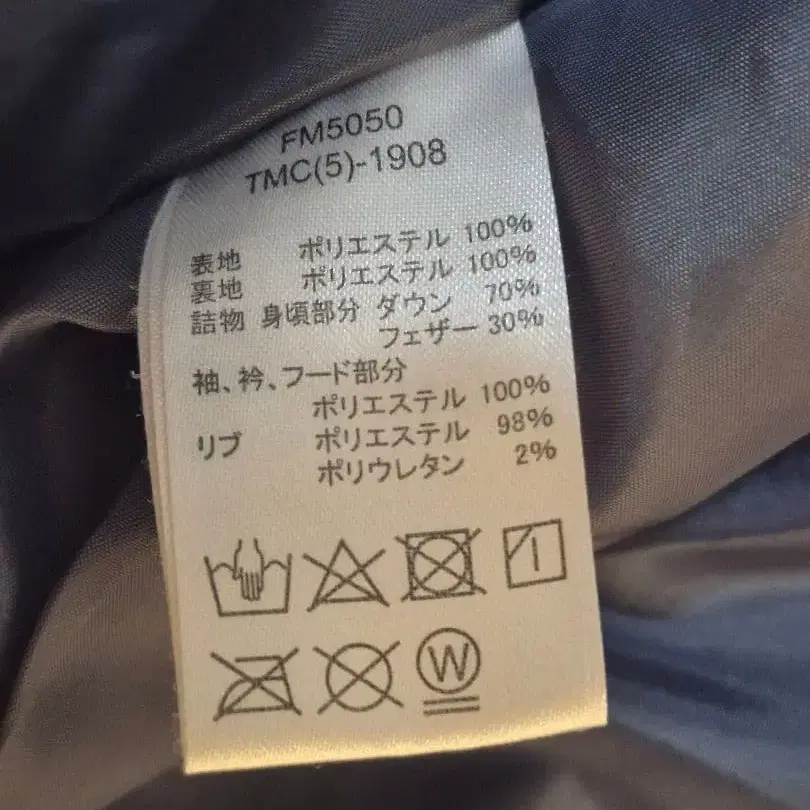 FM5050
TMC(5)-1908
表地 ポリエステル 100%
裏地 ポリエステル 100%
詰物 身頃部分 ダウン 70%
フェザー 30%
袖、衿、フード部分
ポリエステル 100%
リブ ポリエステル 98%
ポリウレタン 2%
W